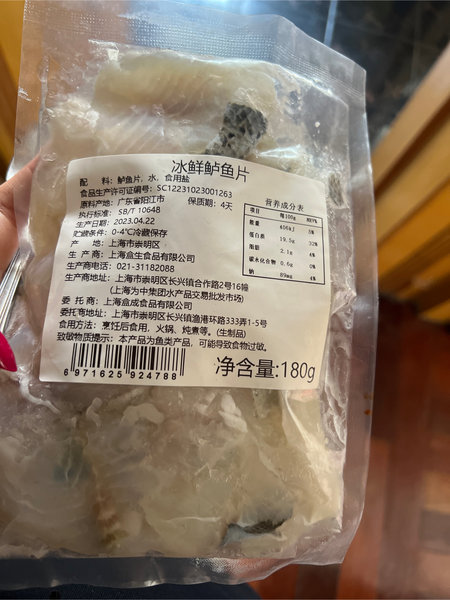 冰鲜鲈鱼片
配 料: 鲈鱼片, 水, 食用盐
食品生产许可证编号: SC12231023001263
原料产地: 广东省阳江市 保质期: 4天
执行标准: SB/T 10648
生产日期: 2023.04.22
贮藏条件: 0-4℃冷藏保存
产 地: 上海市崇明区
生 产 商: 上海盒生食品有限公司
生产商电话: 021-31182088
生产商地址: 上海市崇明区长兴镇合作路2号16幢
(上海为中集团水产品交易批发市场)
委 托 商: 上海盒成食品有限公司
委托商地址: 上海市崇明区长兴镇渔港环路333弄1-5号
食用方法: 烹饪后食用, 火锅、炖煮等。(生制品)
致敏物质提示: 本产品为鱼类产品, 可能导致食物过敏。
营养成分表
项目 每100g NRV%
能量 406kJ 5%
蛋白质 19.5g 32%
脂肪 2.1g 4%
碳水化合物 0.6g 0%
钠 89mg 4%
6 971625 924788
净含量:180g